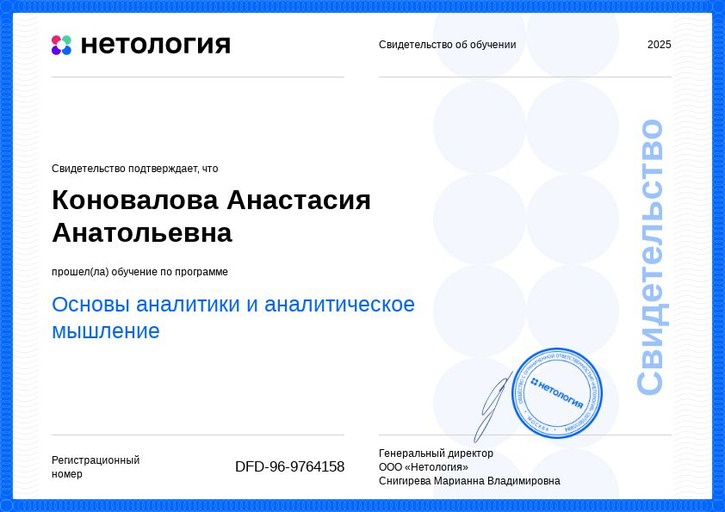 нетология
Свидетельство об обучении
2025
Свидетельство подтверждает, что
Коновалова Анастасия
Анатольевна
прошел(ла) обучение по программе
Основы аналитики и аналитическое
мышление
Свидетельство
нетология
МОСКВА
Регистрационный
номер
DFD-96-9764158
Генеральный директор
ООО «Нетология»
Снигирева Марианна Владимировна